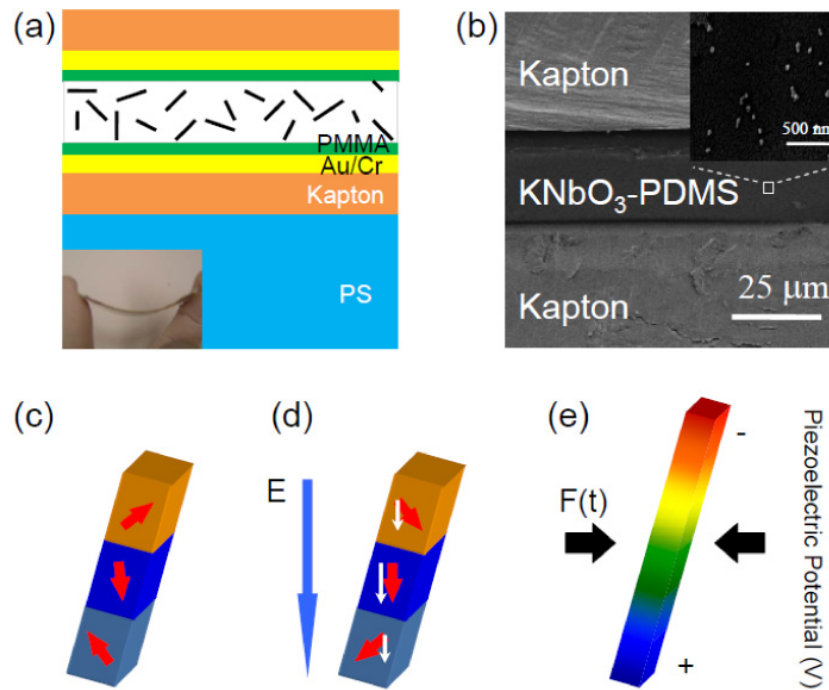 (a)
PMMA
Au/Cr
Kapton
PS
(b)
Kapton
500 nm
KNbO₃-PDMS
Kapton
25 μm
(c)
(d)
E
(e)
F(t)
-
+
Piezoelectric Potential (V)